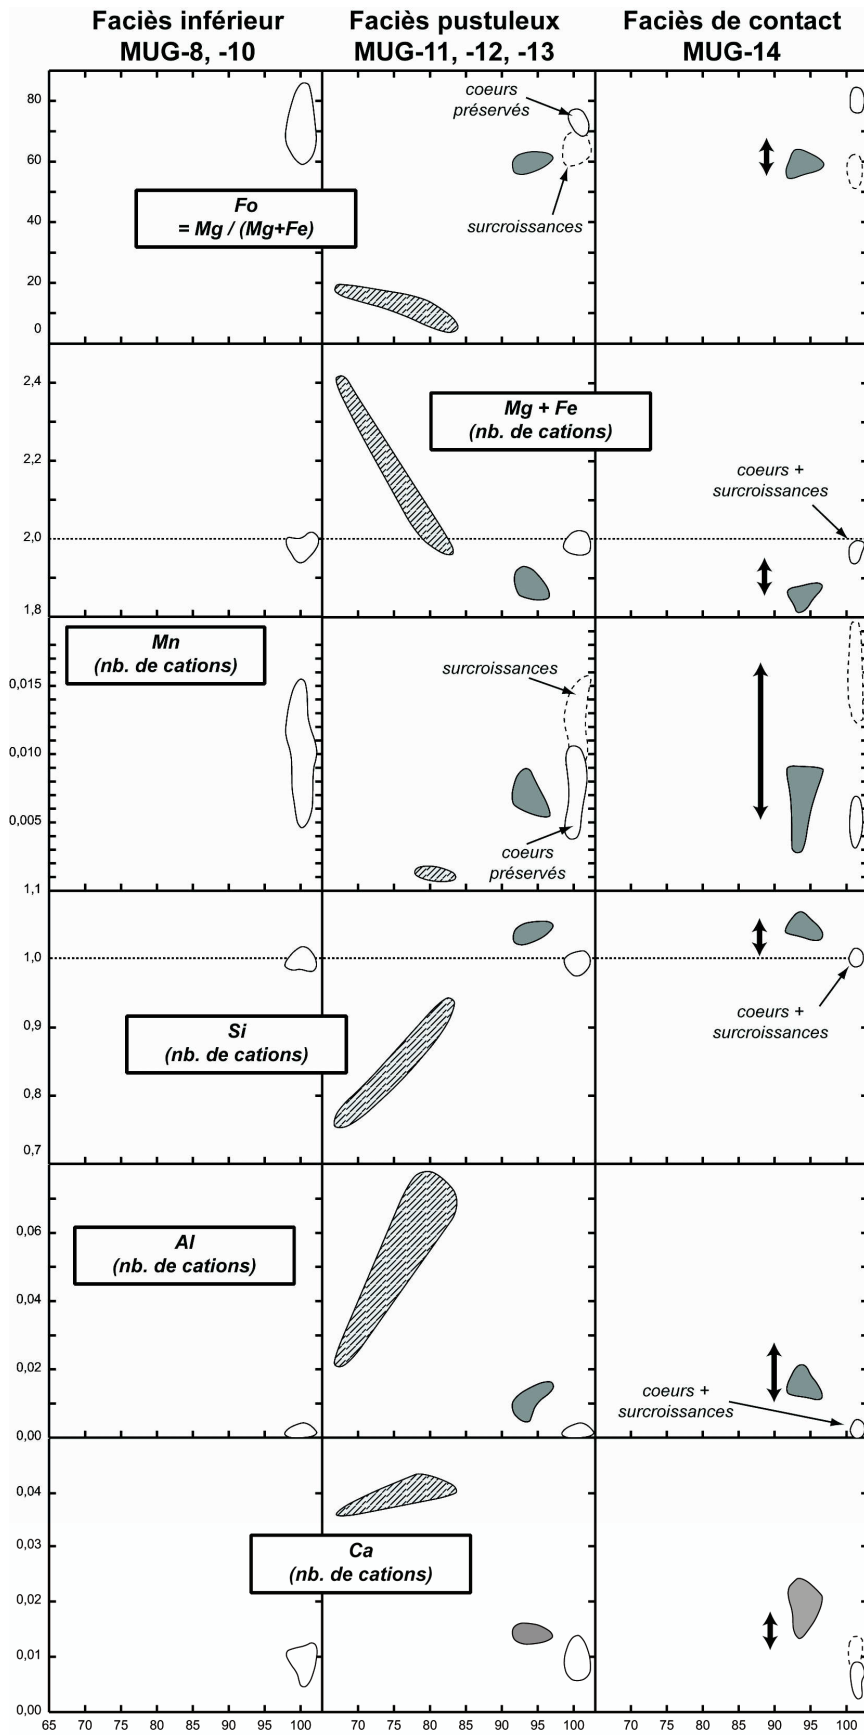 Faciès inférieur
MUG-8, -10
Faciès pustuleux
MUG-11, -12, -13
Faciès de contact
MUG-14
80
60
40
20
0
coeurs
préservés
surcroissances
Fo
= Mg / (Mg+Fe)
2,4
2,2
2,0
1,8
Mg + Fe
(nb. de cations)
coeurs +
surcroissances
Mn
(nb. de cations)
0,015
0,010
0,005
1,1
surcroissances
coeurs
préservés
1,0
0,9
0,8
0,7
Si
(nb. de cations)
coeurs +
surcroissances
0,06
0,04
0,02
0,00
Al
(nb. de cations)
coeurs +
surcroissances
0,04
0,03
0,02
0,01
0,00
Ca
(nb. de cations)
65 70 75 80 85 90 95 100
70 75 80 85 90 95 100
70 75 80 85 90 95 100